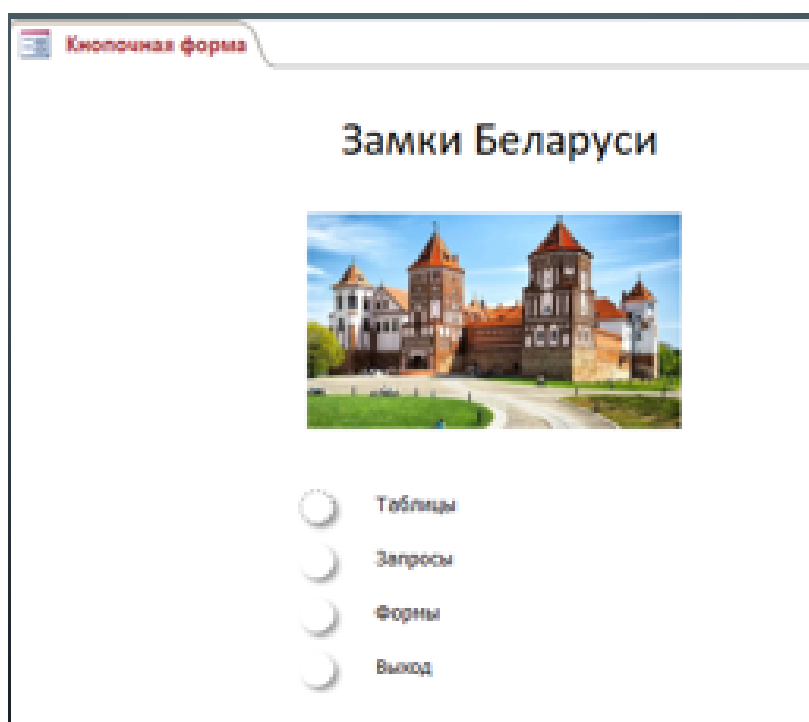 Кнопочная форма
Замки Беларуси
Таблицы
Запросы
Формы
Выход